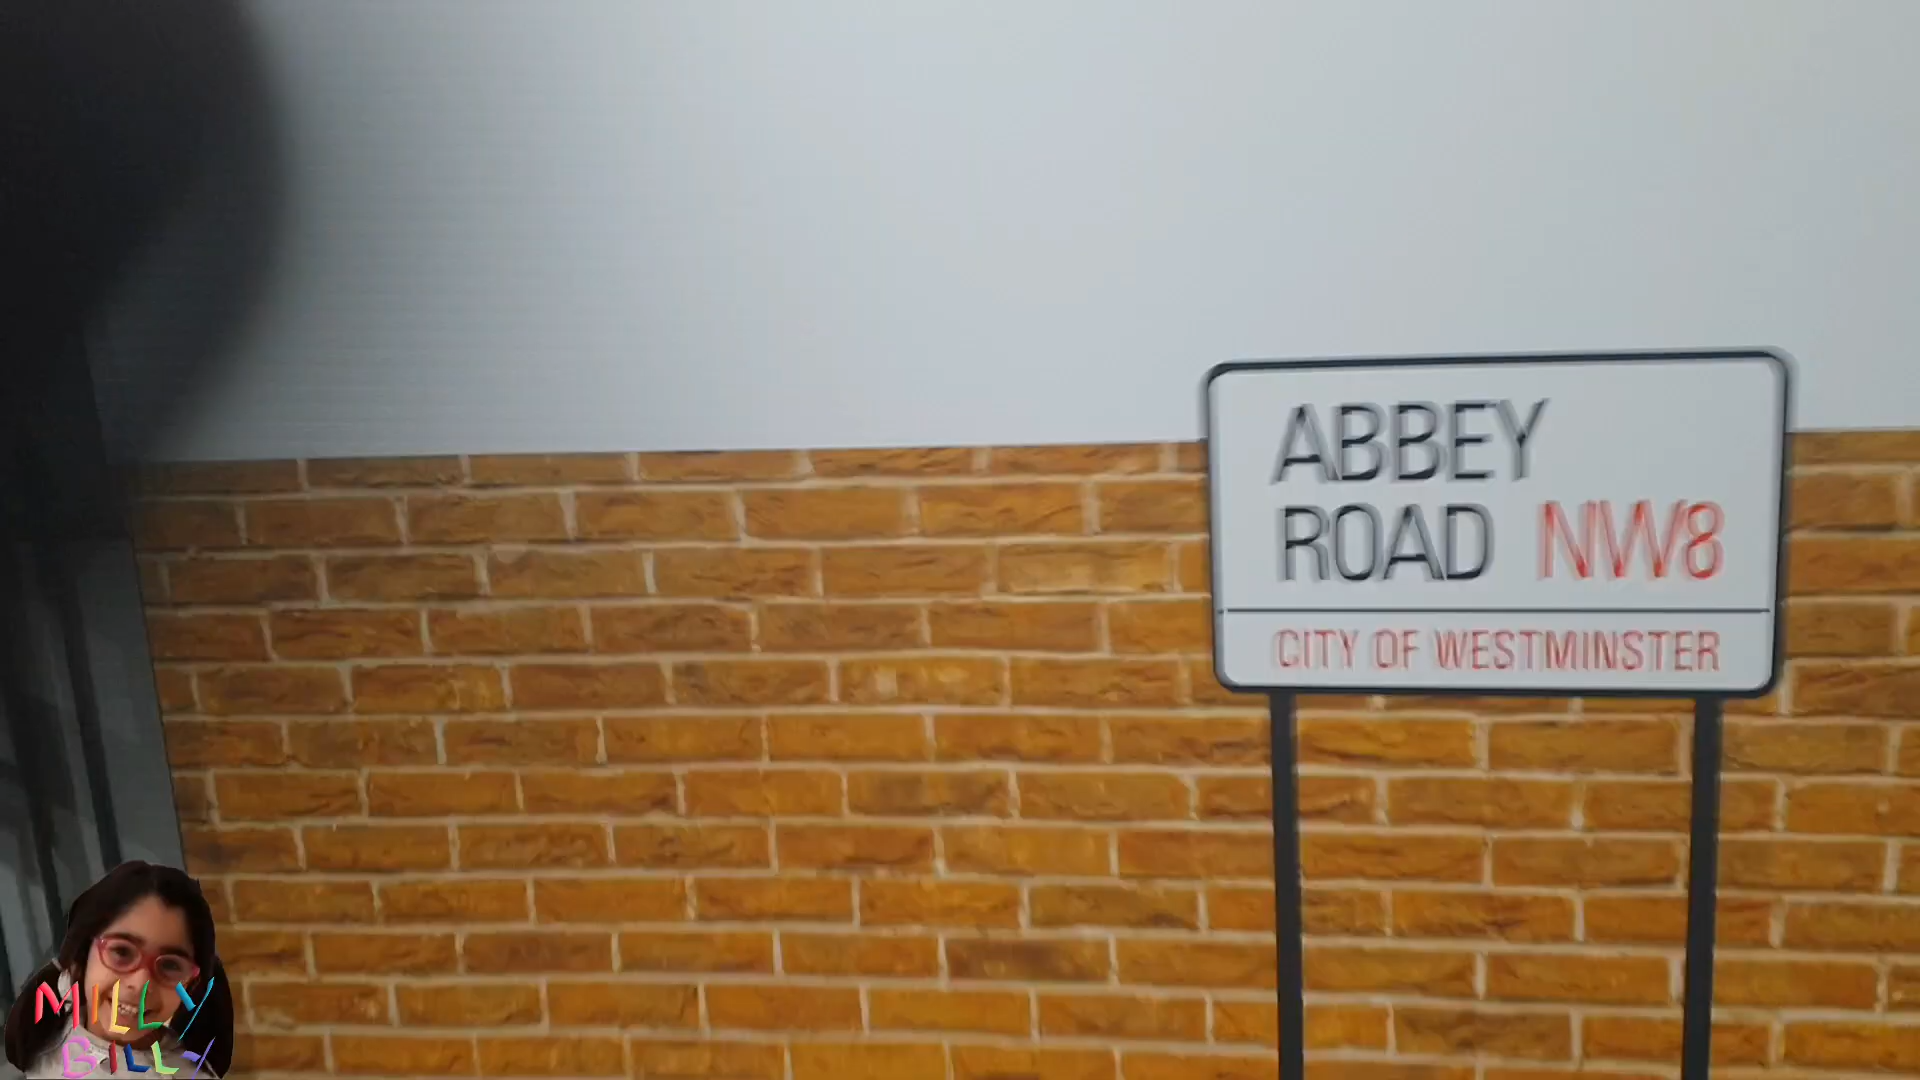 ABBEY
ROAD NW8
CITY OF WESTMINSTER
MILLY
BILLY